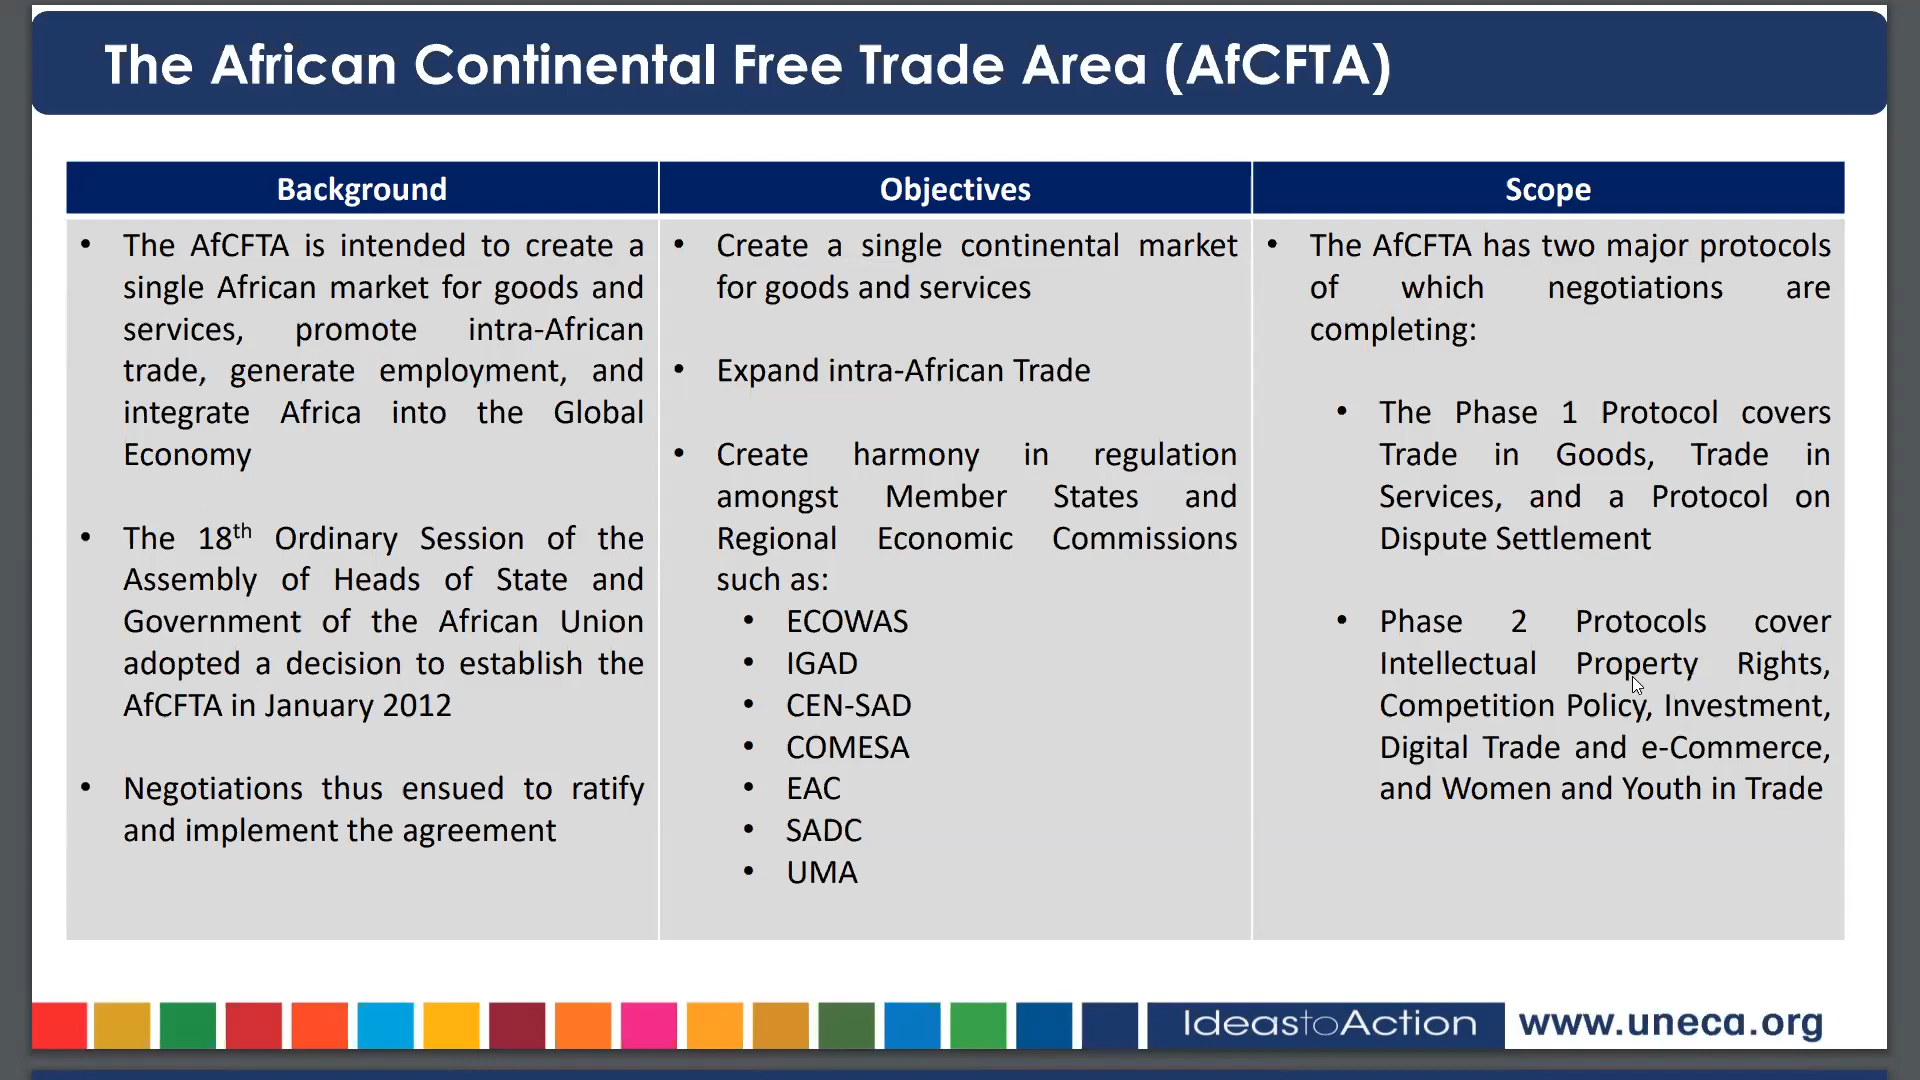 The African Continental Free Trade Area (AfCFTA)
Background
• The AfCFTA is intended to create a
single African market for goods and
services, promote intra-African
trade, generate employment, and
integrate Africa into the Global
Economy
• The 18th Ordinary Session of the
Assembly of Heads of State and
Government of the African Union
adopted a decision to establish the
AfCFTA in January 2012
• Negotiations thus ensued to ratify
and implement the agreement
Objectives
• Create a single continental market
for goods and services
• Expand intra-African Trade
• Create harmony in regulation
amongst Member States and
Regional Economic Commissions
such as:
• ECOWAS
• IGAD
• CEN-SAD
• COMESA
• EAC
• SADC
• UMA
Scope
• The AfCFTA has two major protocols
of which negotiations are
completing:
• The Phase 1 Protocol covers
Trade in Goods, Trade in
Services, and a Protocol on
Dispute Settlement
• Phase 2 Protocols cover
Intellectual Property Rights,
Competition Policy, Investment,
Digital Trade and e-Commerce,
and Women and Youth in Trade
IdeastoAction
www.uneca.org